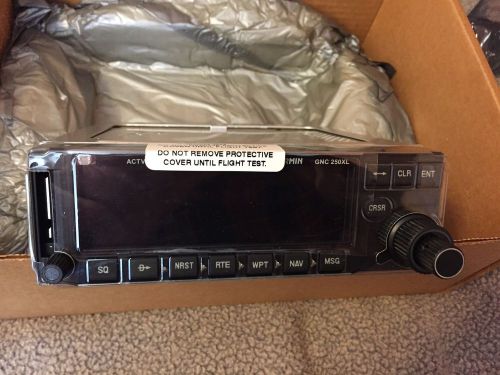 DO NOT REMOVE PROTECTIVE
COVER UNTIL FLIGHT TEST.
ACTV
RMIN
GNC 250XL
CLR
ENT
CRSR
SQ
NRST
RTE
WPT
NAV
MSG